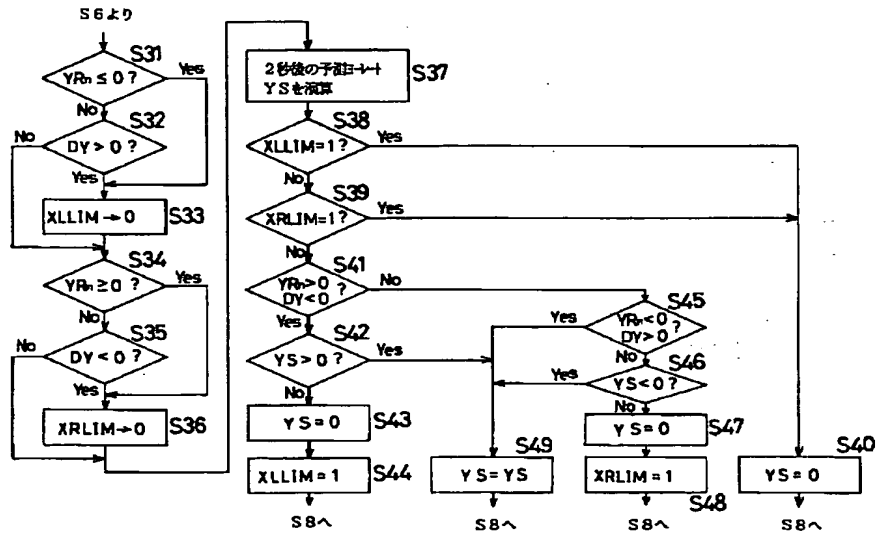 S6より
S31
YRn≤0?
Yes
No
S32
No
DY>0?
Yes
XLLIM→0
S33
S34
YRn≥0?
Yes
No
S35
No
DY<0?
Yes
XRLIM→0
S36
2秒後の予測ヨーレート
YSを演算
S37
S38
XLLIM=1?
Yes
No
S39
XRLIM=1?
Yes
No
S41
YRn>0
DY<0 ?
No
Yes
S42
YS>0?
Yes
No
YS=0
S43
XLLIM=1
S44
S8へ
S45
Yes
YRn<0
DY>0 ?
No
S46
Yes
YS<0?
No
YS=0
S47
S49
YS=YS
S8へ
XRLIM=1
S48
S8へ
S40
YS=0
S8へ